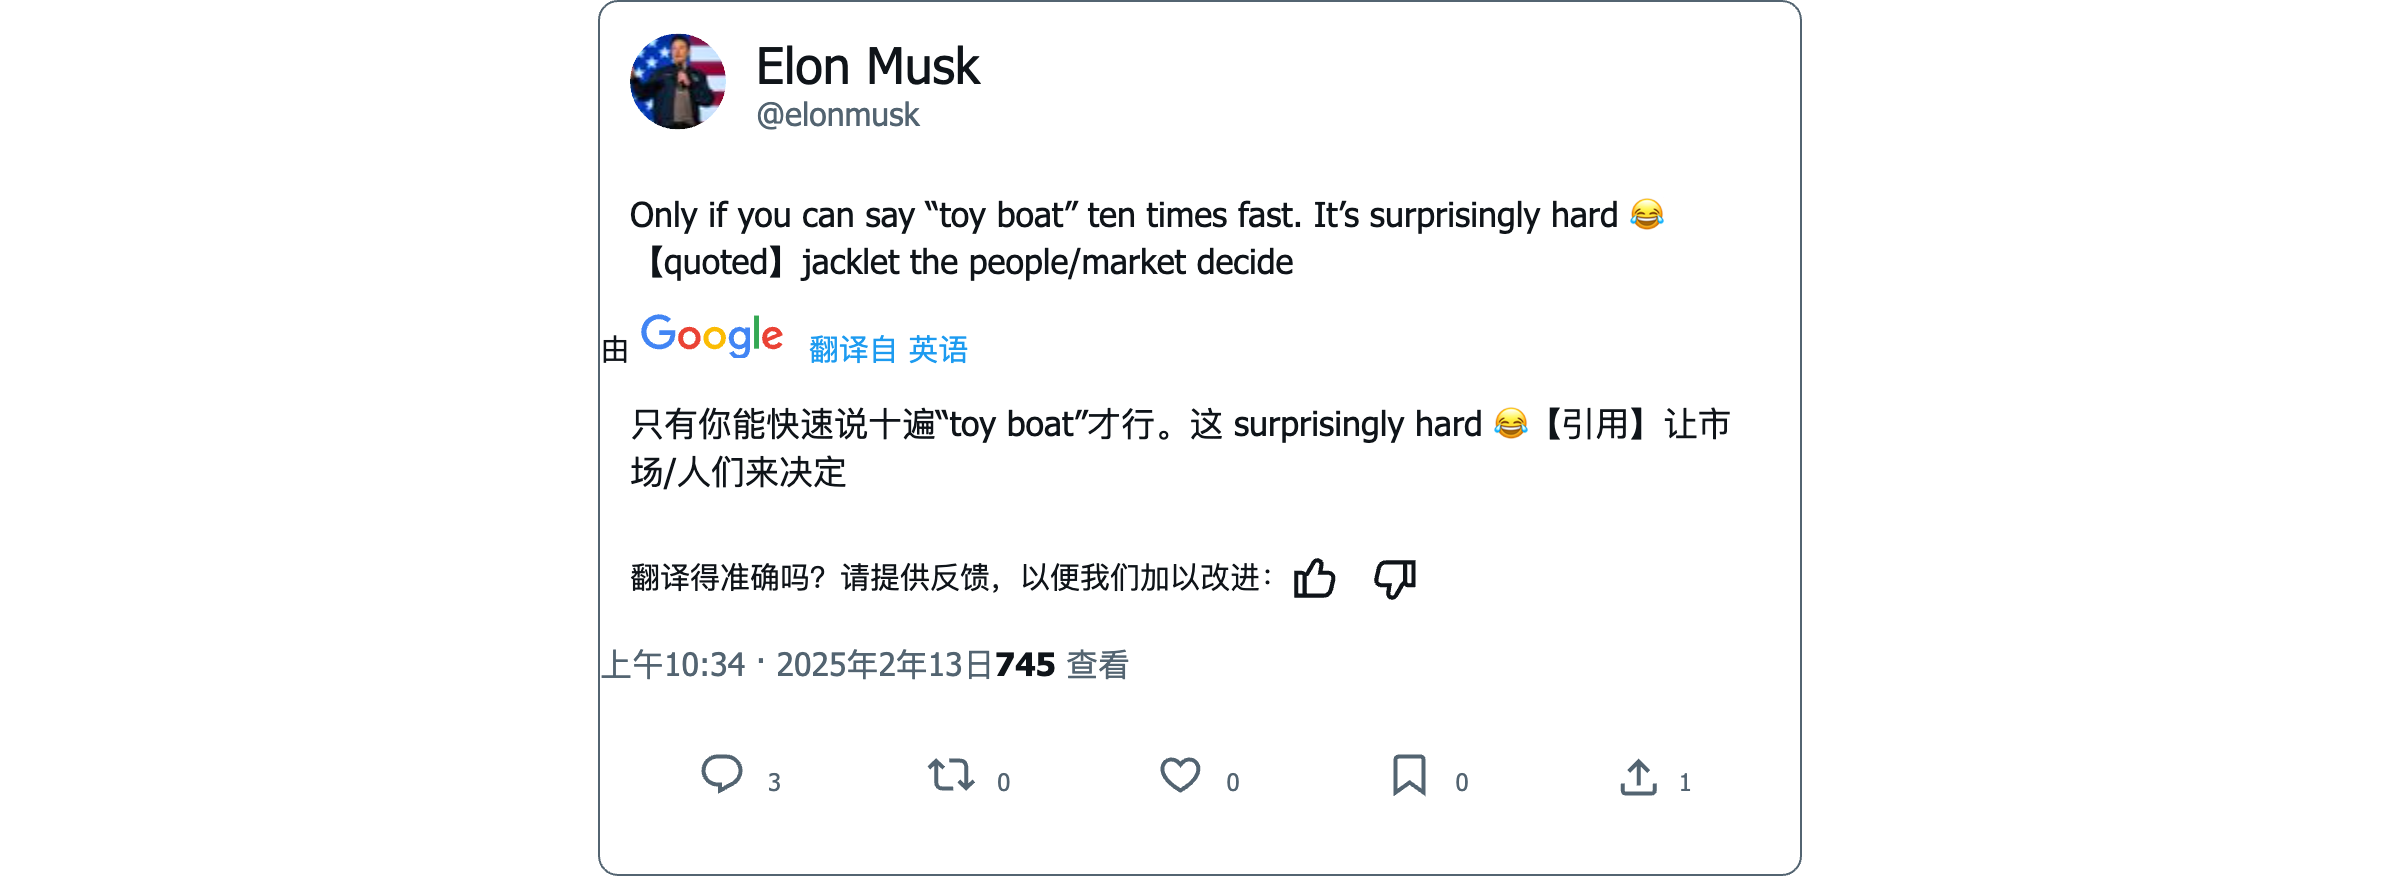 Elon Musk
@elonmusk
Only if you can say “toy boat” ten times fast. It’s surprisingly hard 😂
【quoted】jacklet the people/market decide
由 Google 翻译自 英语
只有你能快速说十遍“toy boat”才行。这 surprisingly hard 😂【引用】让市
场/人们来决定
翻译得准确吗？请提供反馈，以便我们加以改进：
上午10:34 · 2025年2年13日745 查看
3 0 0 0 1